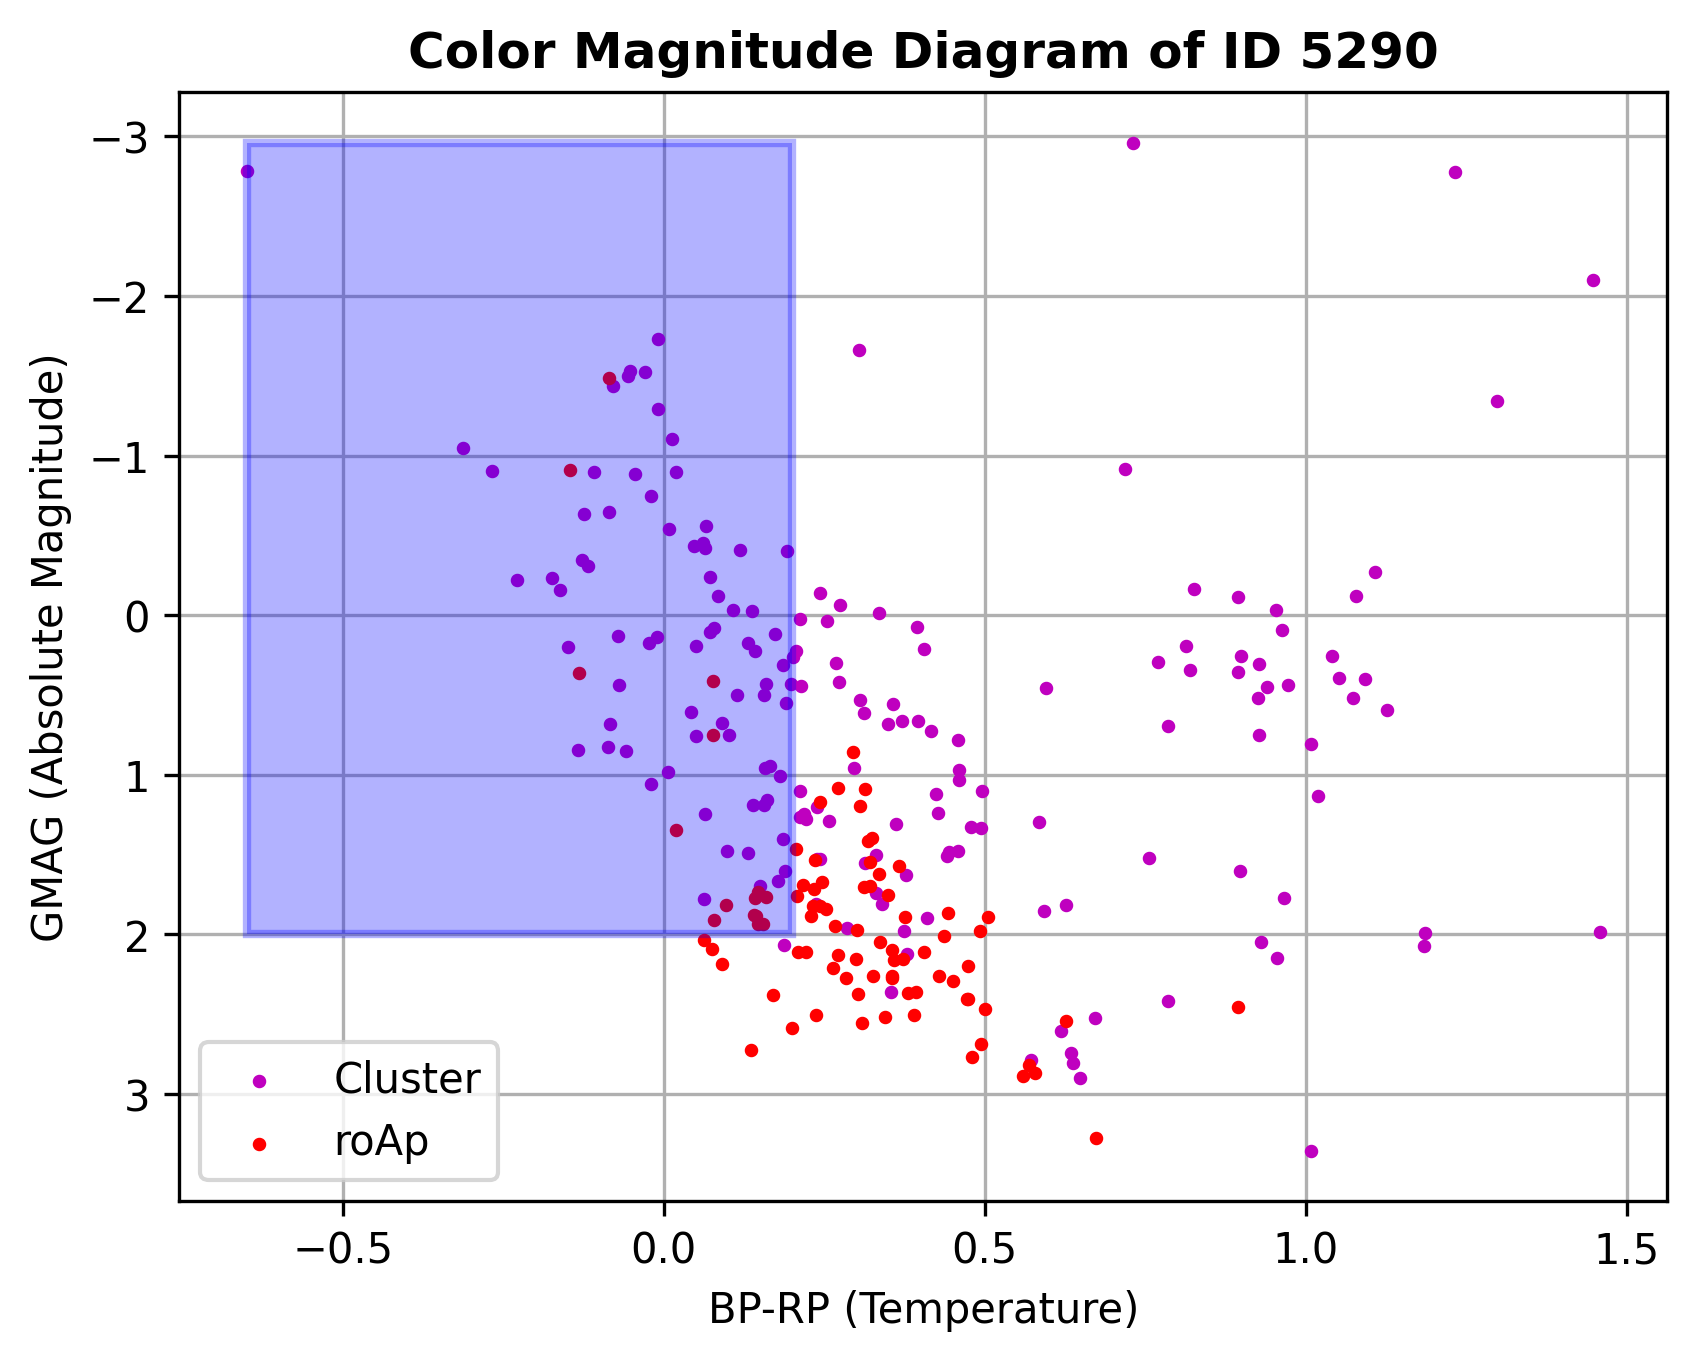 Color Magnitude Diagram of ID 5290
GMAG (Absolute Magnitude)
−3
−2
−1
0
1
2
3
Cluster
roAp
−0.5
0.0
0.5
1.0
1.5
BP-RP (Temperature)